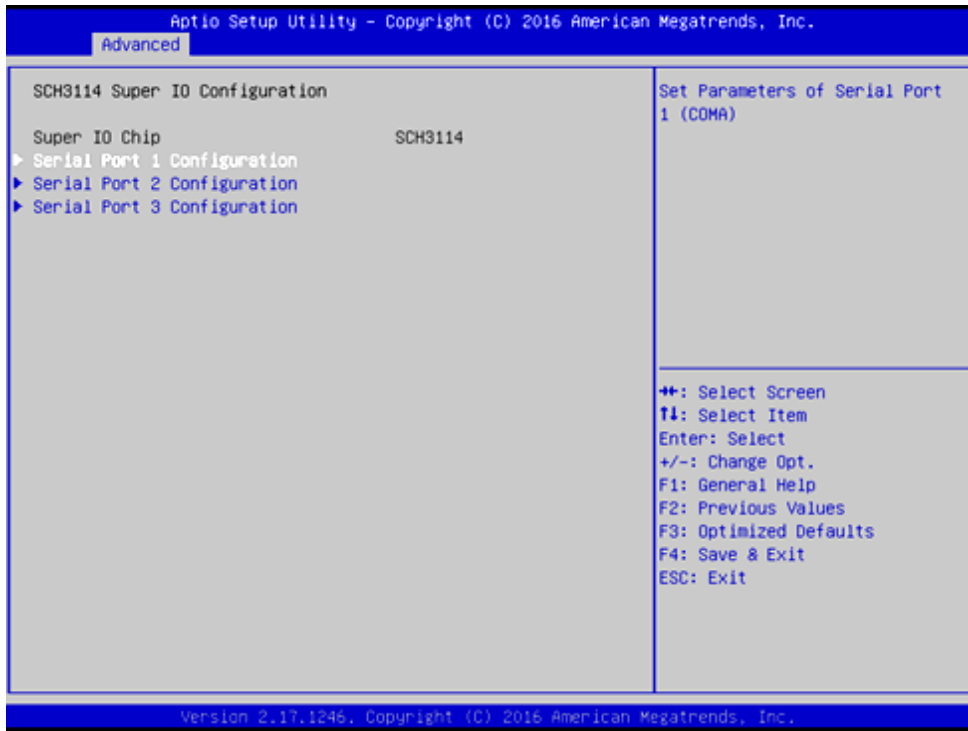 Aptio Setup Utility – Copyright (C) 2016 American Megatrends, Inc.
Advanced
SCH3114 Super IO Configuration
Super IO Chip SCH3114
▶ Serial Port 1 Configuration
▶ Serial Port 2 Configuration
▶ Serial Port 3 Configuration
Set Parameters of Serial Port
1 (COMA)
→←: Select Screen
↑↓: Select Item
Enter: Select
+/-: Change Opt.
F1: General Help
F2: Previous Values
F3: Optimized Defaults
F4: Save & Exit
ESC: Exit
Version 2.17.1246. Copyright (C) 2016 American Megatrends, Inc.